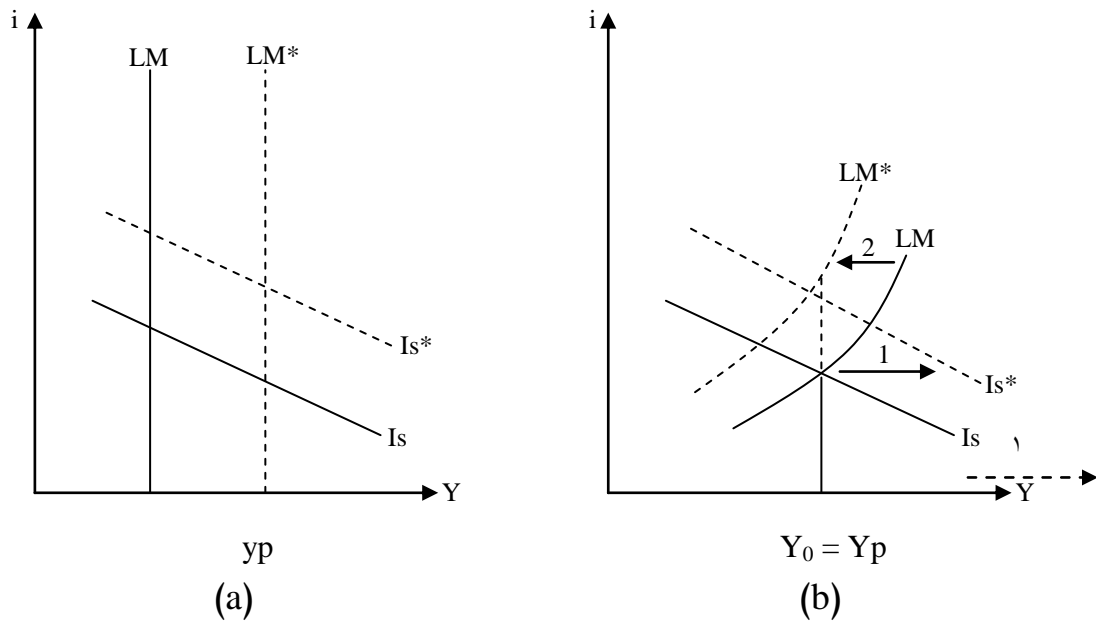 i
LM LM*
Is*
Is
Y
yp
(a)
i
LM*
LM
2
1
Is*
Is
Y
Y₀ = Yp
(b)